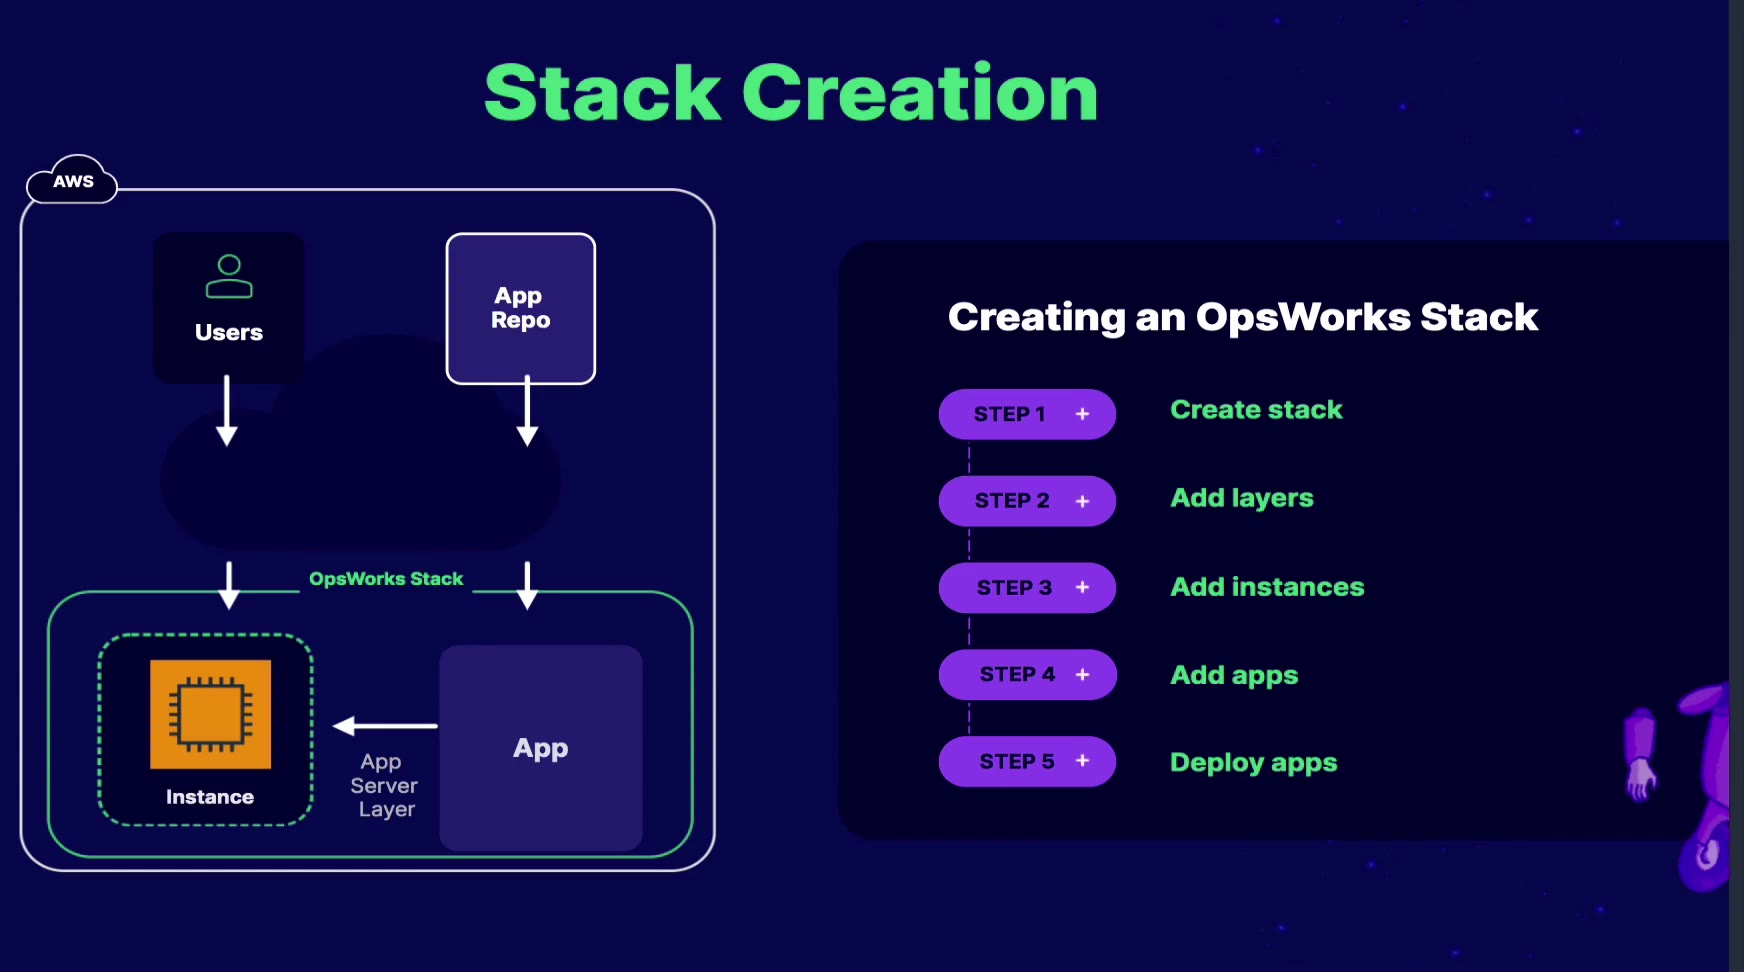 Stack Creation
AWS
Users
App
Repo
OpsWorks Stack
Instance
App
Server
Layer
App
Creating an OpsWorks Stack
STEP 1 +
Create stack
STEP 2 +
Add layers
STEP 3 +
Add instances
STEP 4 +
Add apps
STEP 5 +
Deploy apps